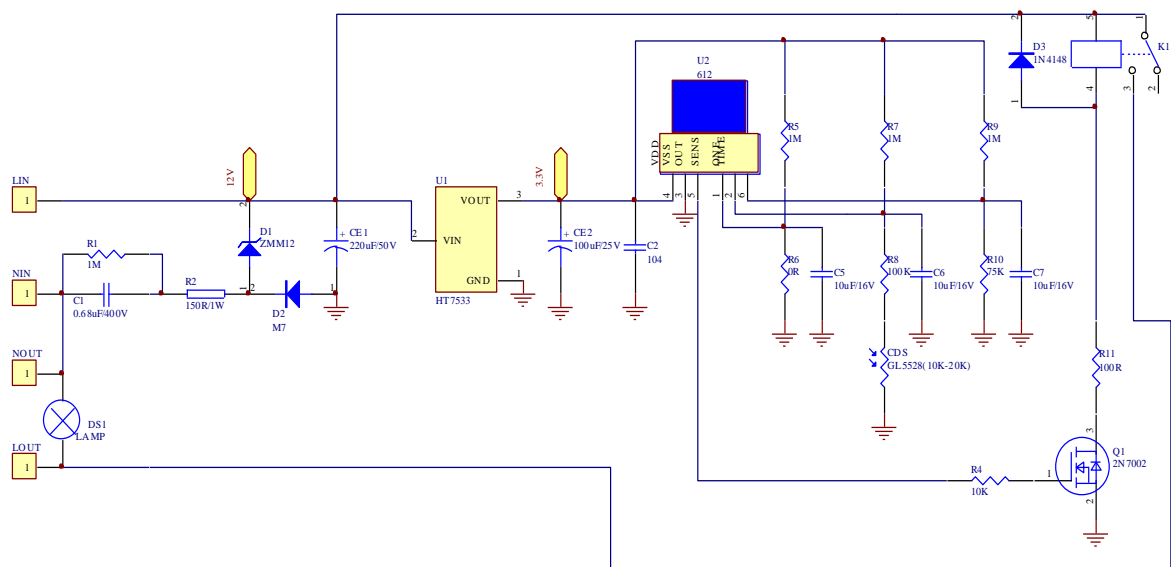 2
5
1
D3
1N4148
K1
1
4
3
2
U2
612
VDD
VSS
OUT
SENS
ONE
TIME
4
3
5
1
2
6
R5
1M
R7
1M
R9
1M
LIN
1
12V
2
D1
ZMM12
1
CE1
220uF/50V
1
U1
VOUT
3
2
VIN
GND
1
HT7533
3.3V
CE2
100uF/25V
C2
104
R6
0R
C5
10uF/16V
R8
100K
C6
10uF/16V
R10
75K
C7
10uF/16V
R1
1M
NIN
1
C1
0.68uF/400V
R2
150R/1W
2
D2
M7
NOUT
1
DS1
LAMP
LOUT
1
CDS
GL5528(10K-20K)
R11
100R
3
Q1
2N7002
1
2
R4
10K